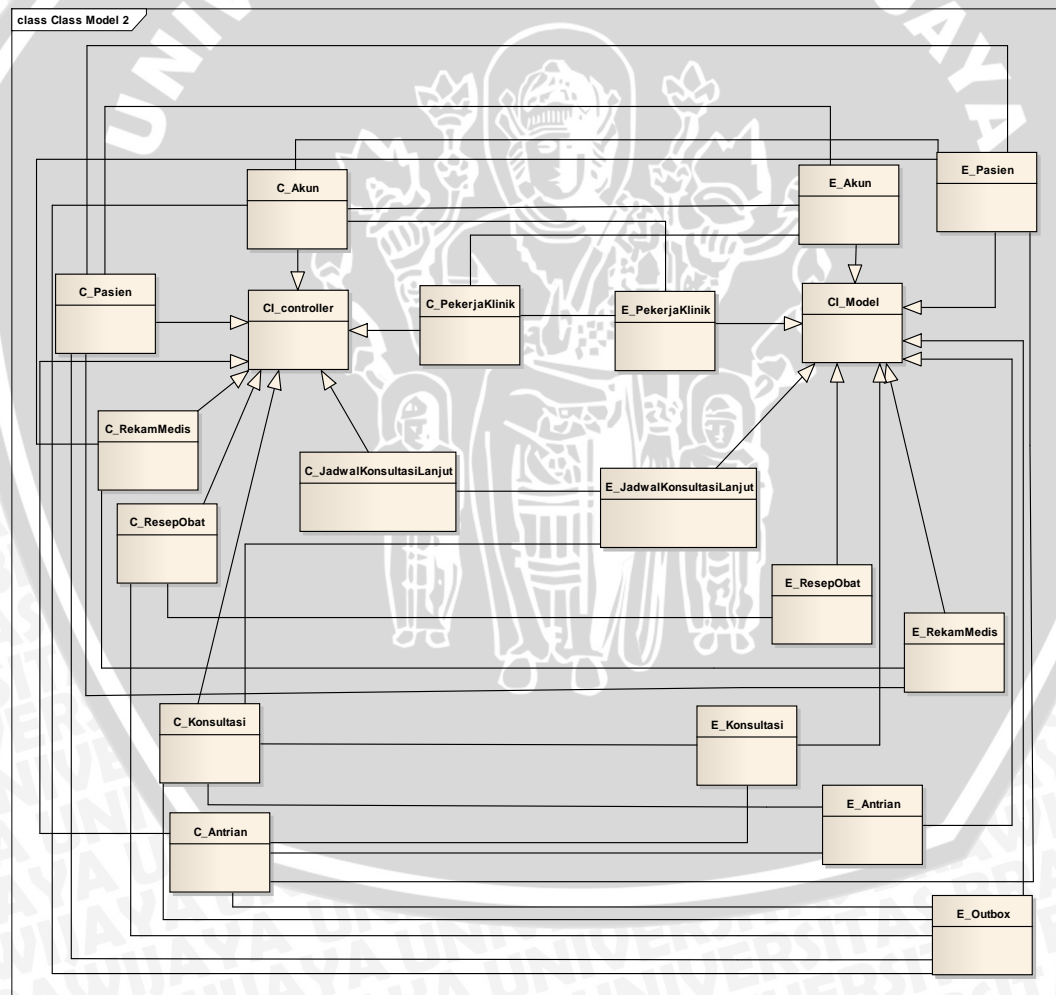 class Class Model 2
E_Pasien
C_Akun
E_Akun
C_Pasien
CI_controller
C_PekerjaKlinik
E_PekerjaKlinik
CI_Model
C_RekamMedis
C_JadwalKonsultasiLanjut
E_JadwalKonsultasiLanjut
C_ResepObat
E_ResepObat
E_RekamMedis
C_Konsultasi
E_Konsultasi
E_Antrian
C_Antrian
E_Outbox